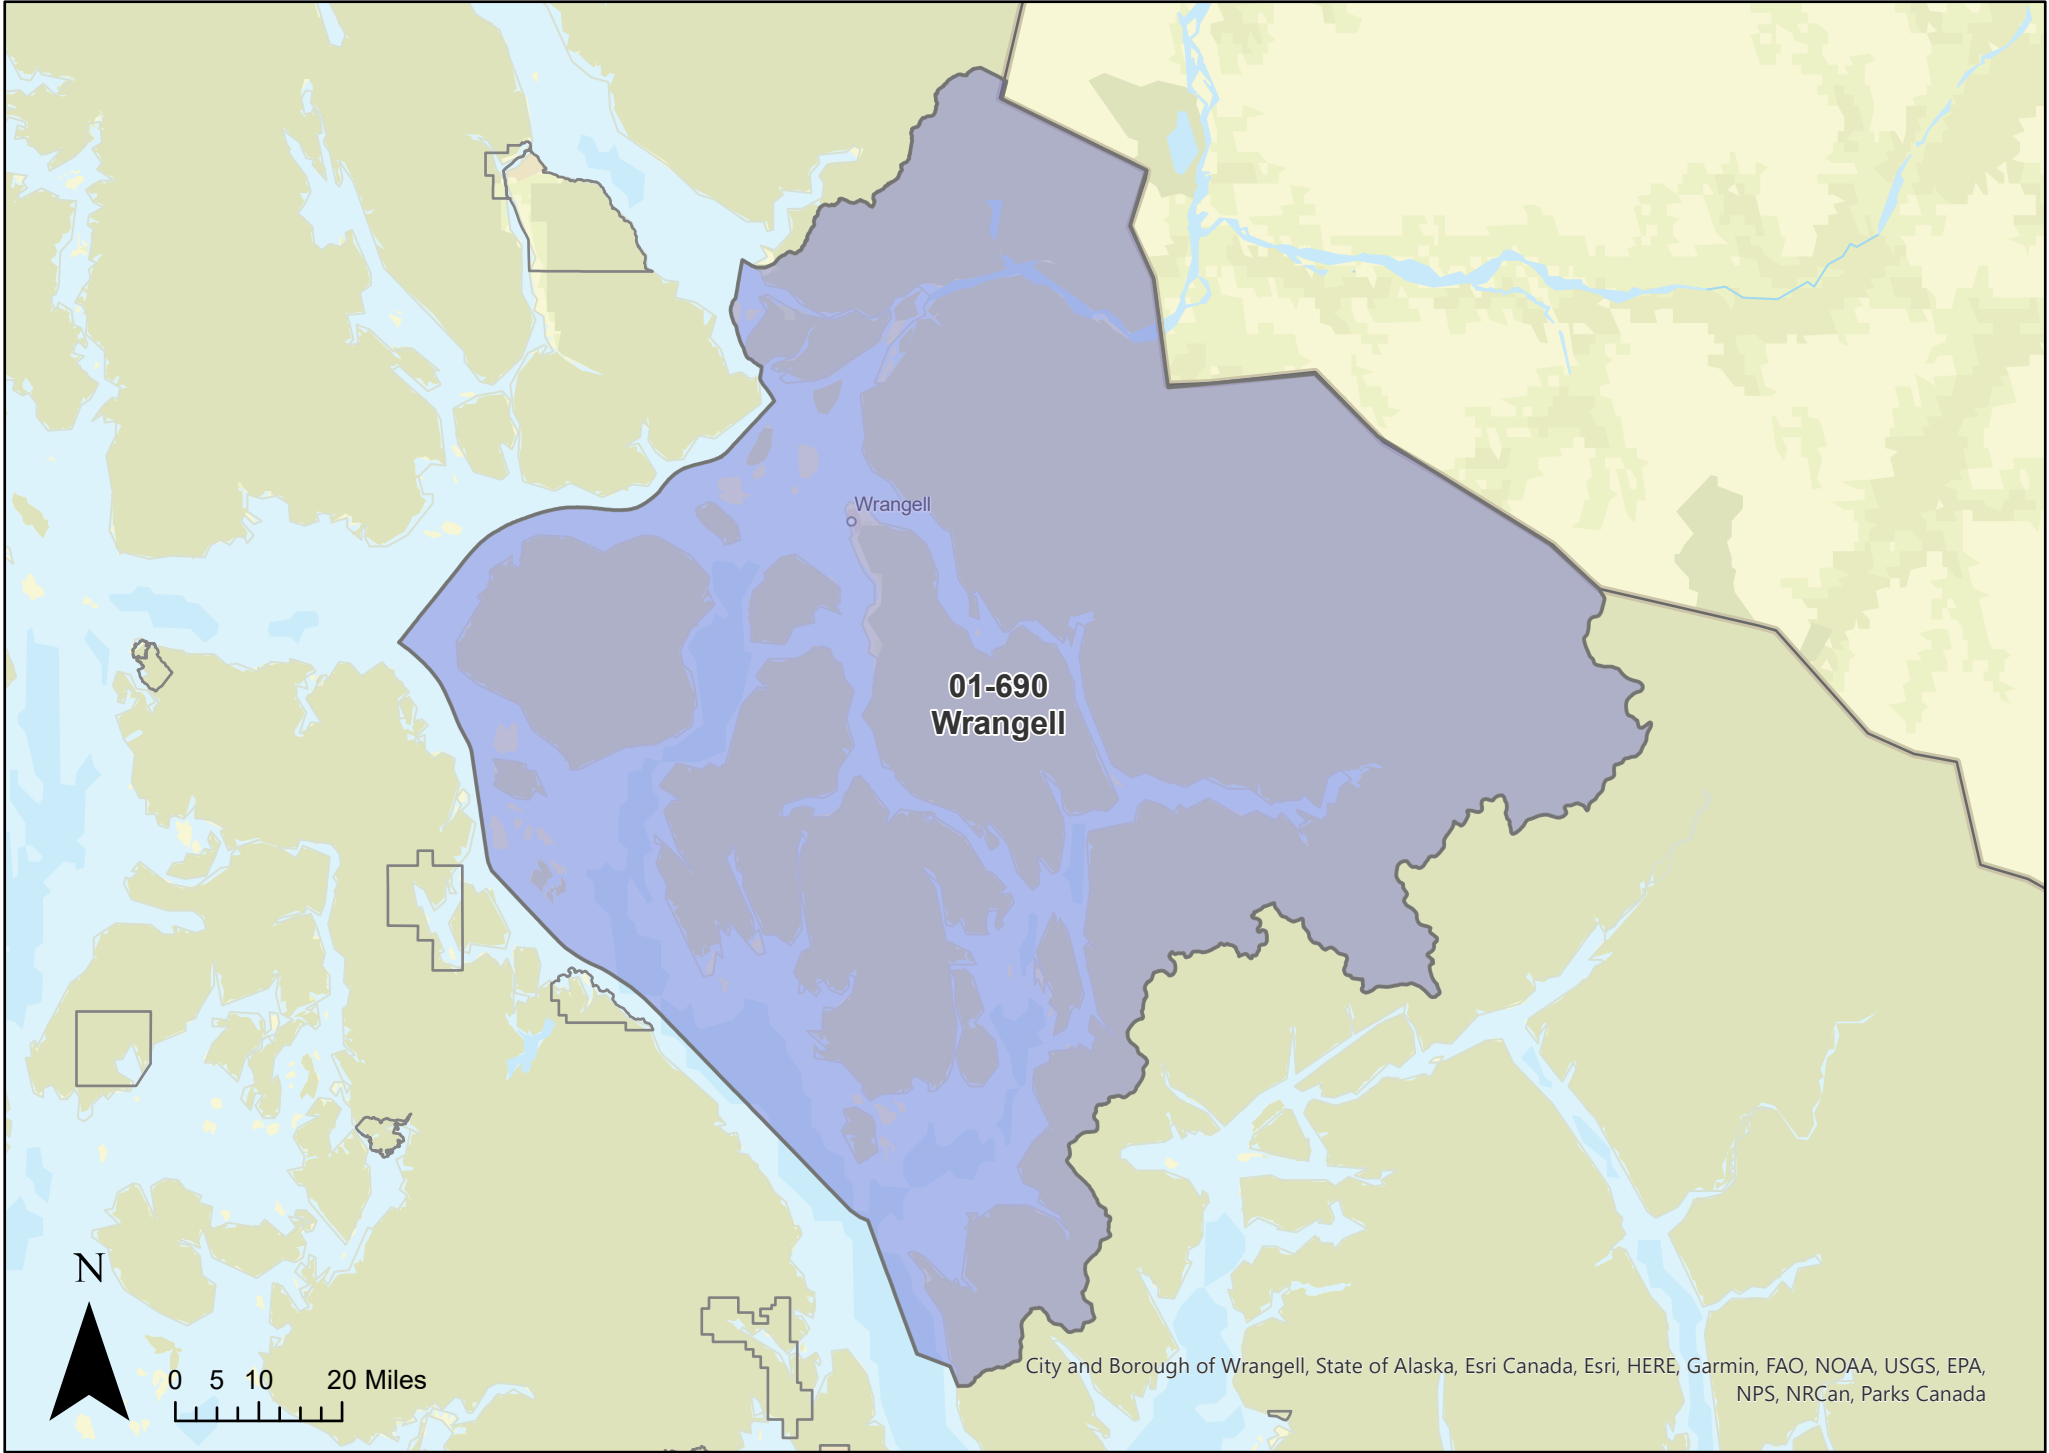 Wrangell
01-690
Wrangell
N
0 5 10 20 Miles
City and Borough of Wrangell, State of Alaska, Esri Canada, Esri, HERE, Garmin, FAO, NOAA, USGS, EPA,
NPS, NRCan, Parks Canada